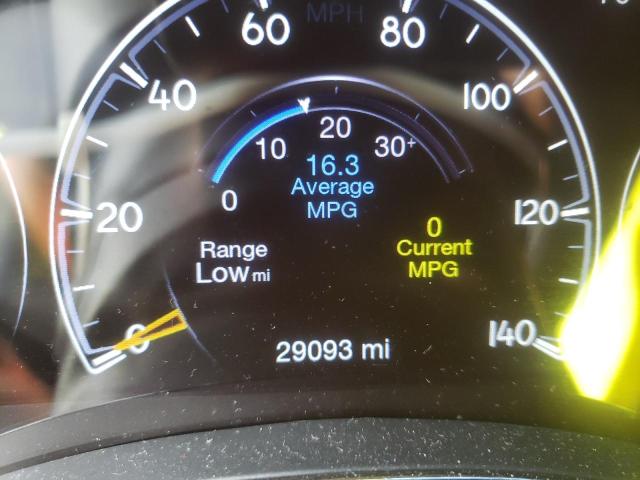 MPH
60 80
40 100
20 120
0 140
0 10 20 30+
16.3
Average
MPG
0
Current
MPG
Range
Low mi
29093 mi